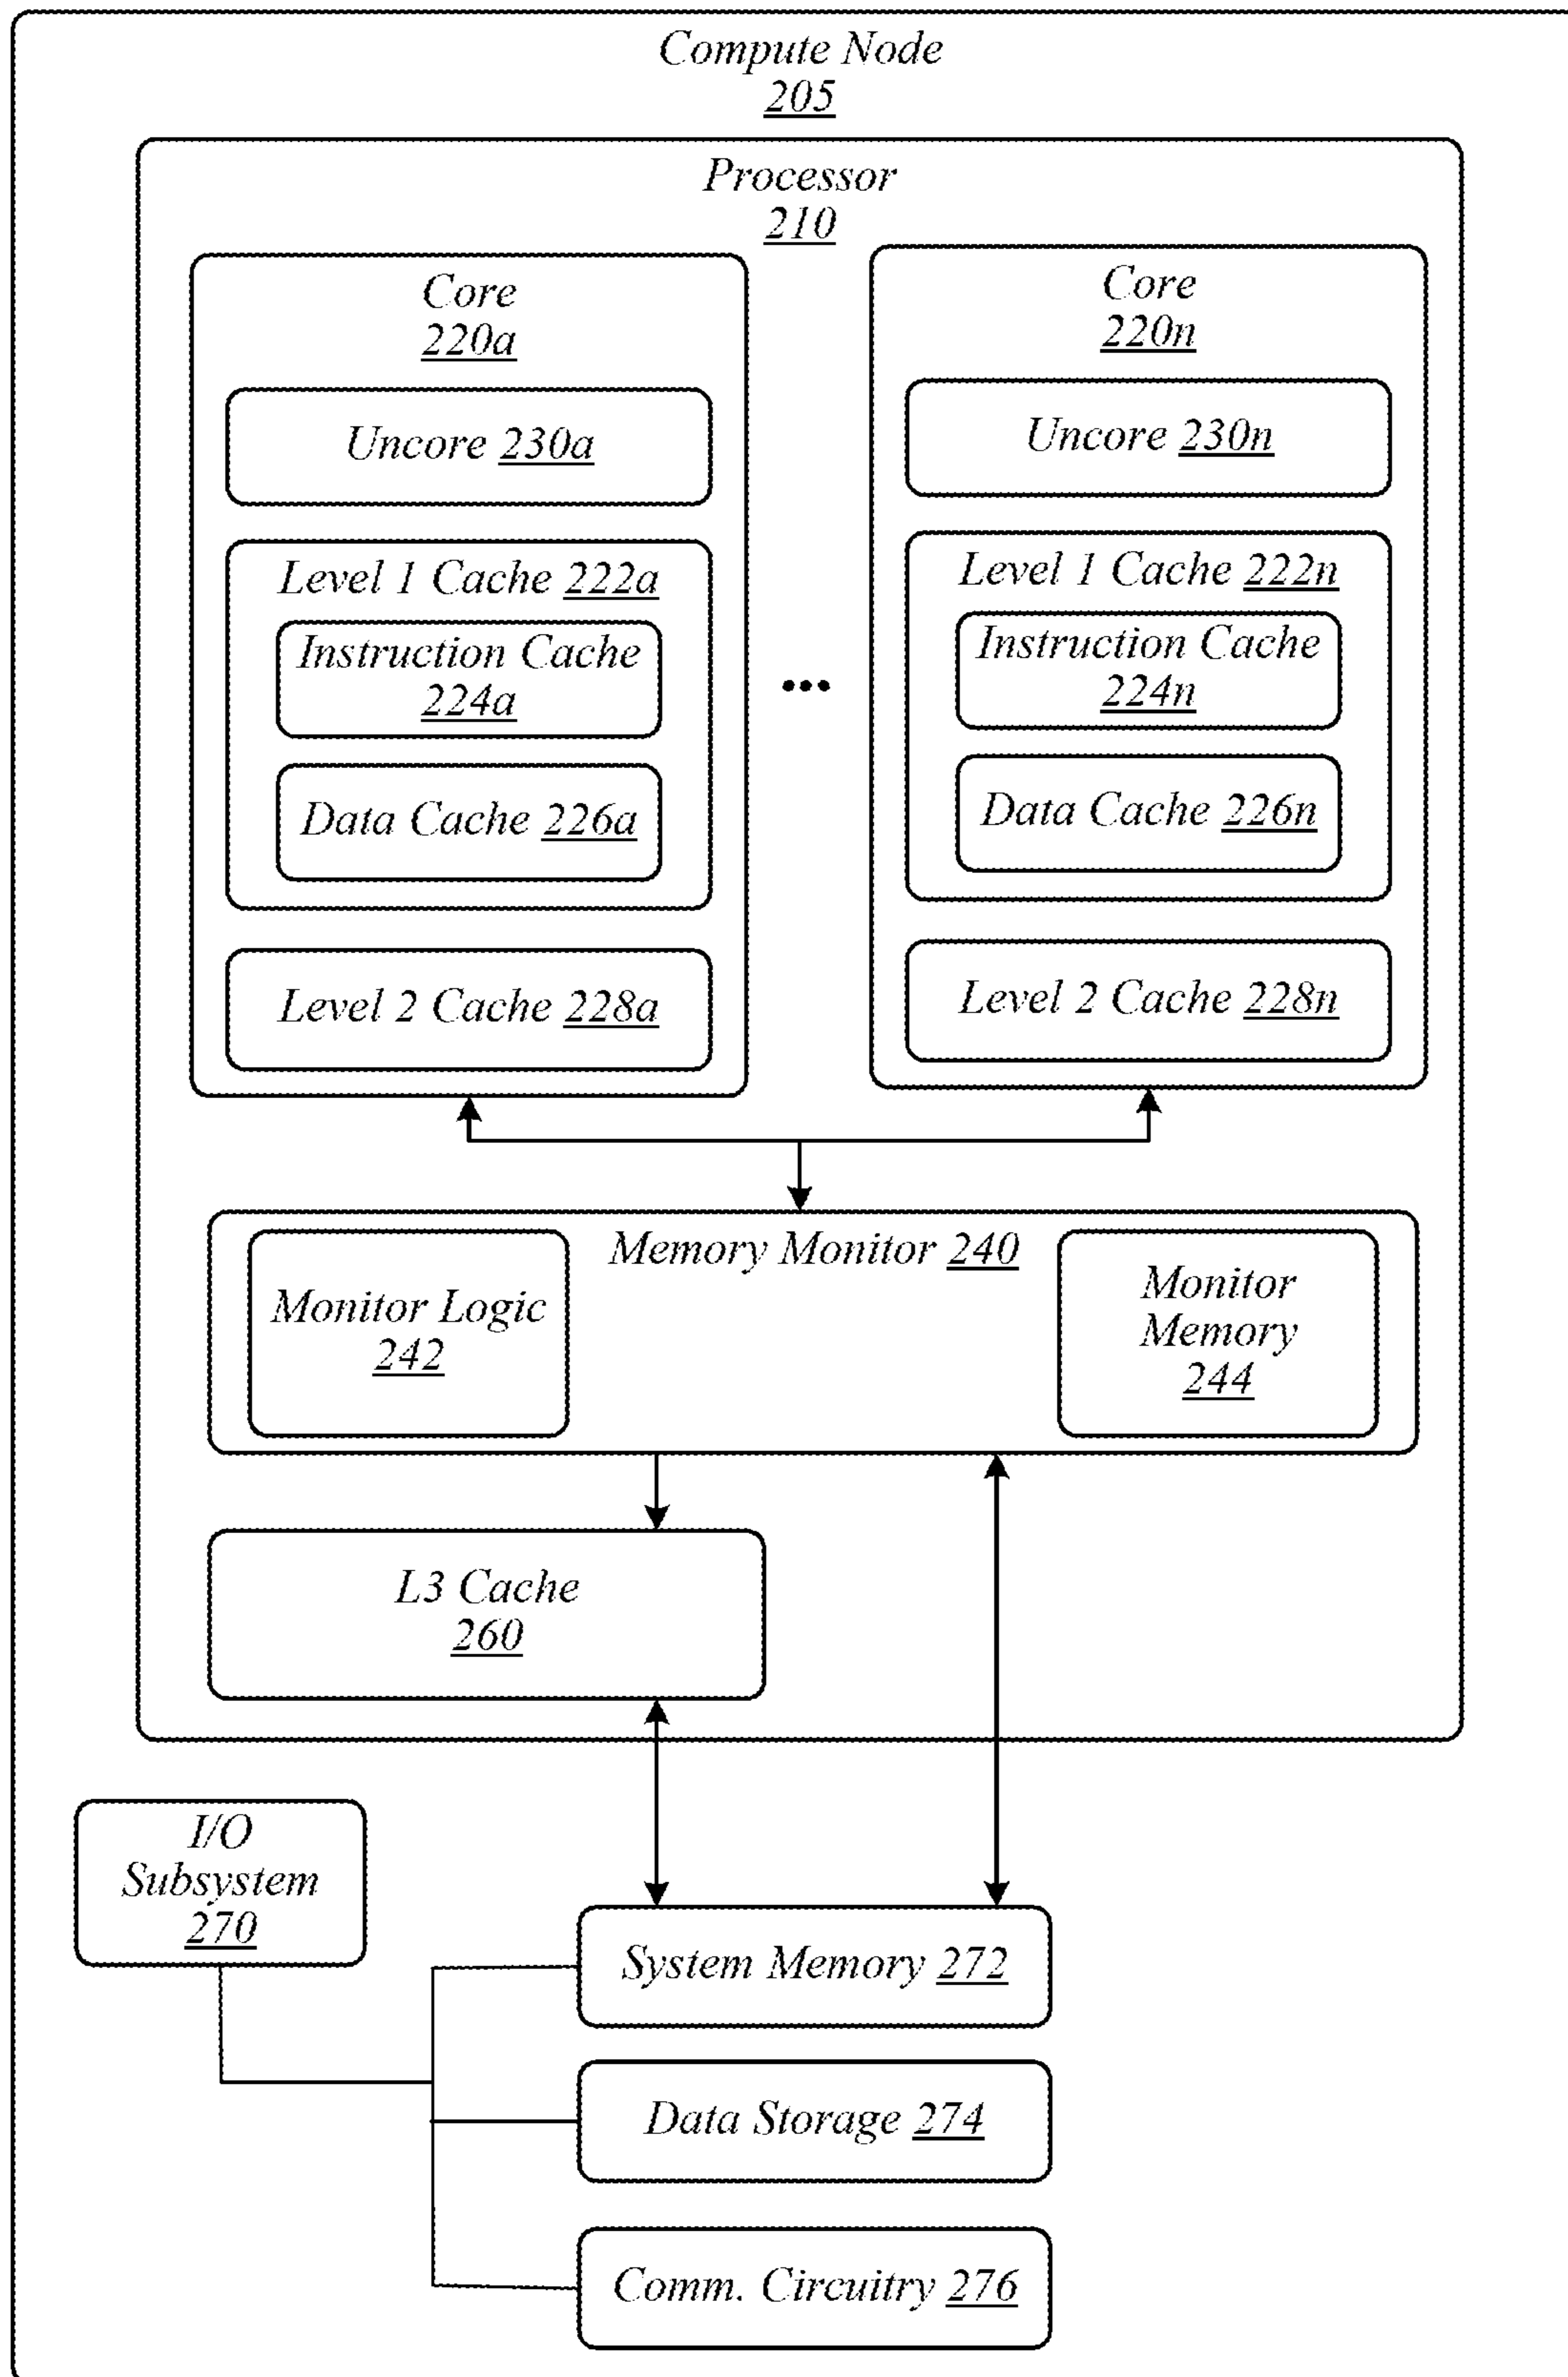 Compute Node
205
Processor
210
Core
220a
Uncore 230a
Level 1 Cache 222a
Instruction Cache
224a
Data Cache 226a
Level 2 Cache 228a
...
Core
220n
Uncore 230n
Level 1 Cache 222n
Instruction Cache
224n
Data Cache 226n
Level 2 Cache 228n
Memory Monitor 240
Monitor Logic
242
Monitor
Memory
244
L3 Cache
260
I/O
Subsystem
270
System Memory 272
Data Storage 274
Comm. Circuitry 276